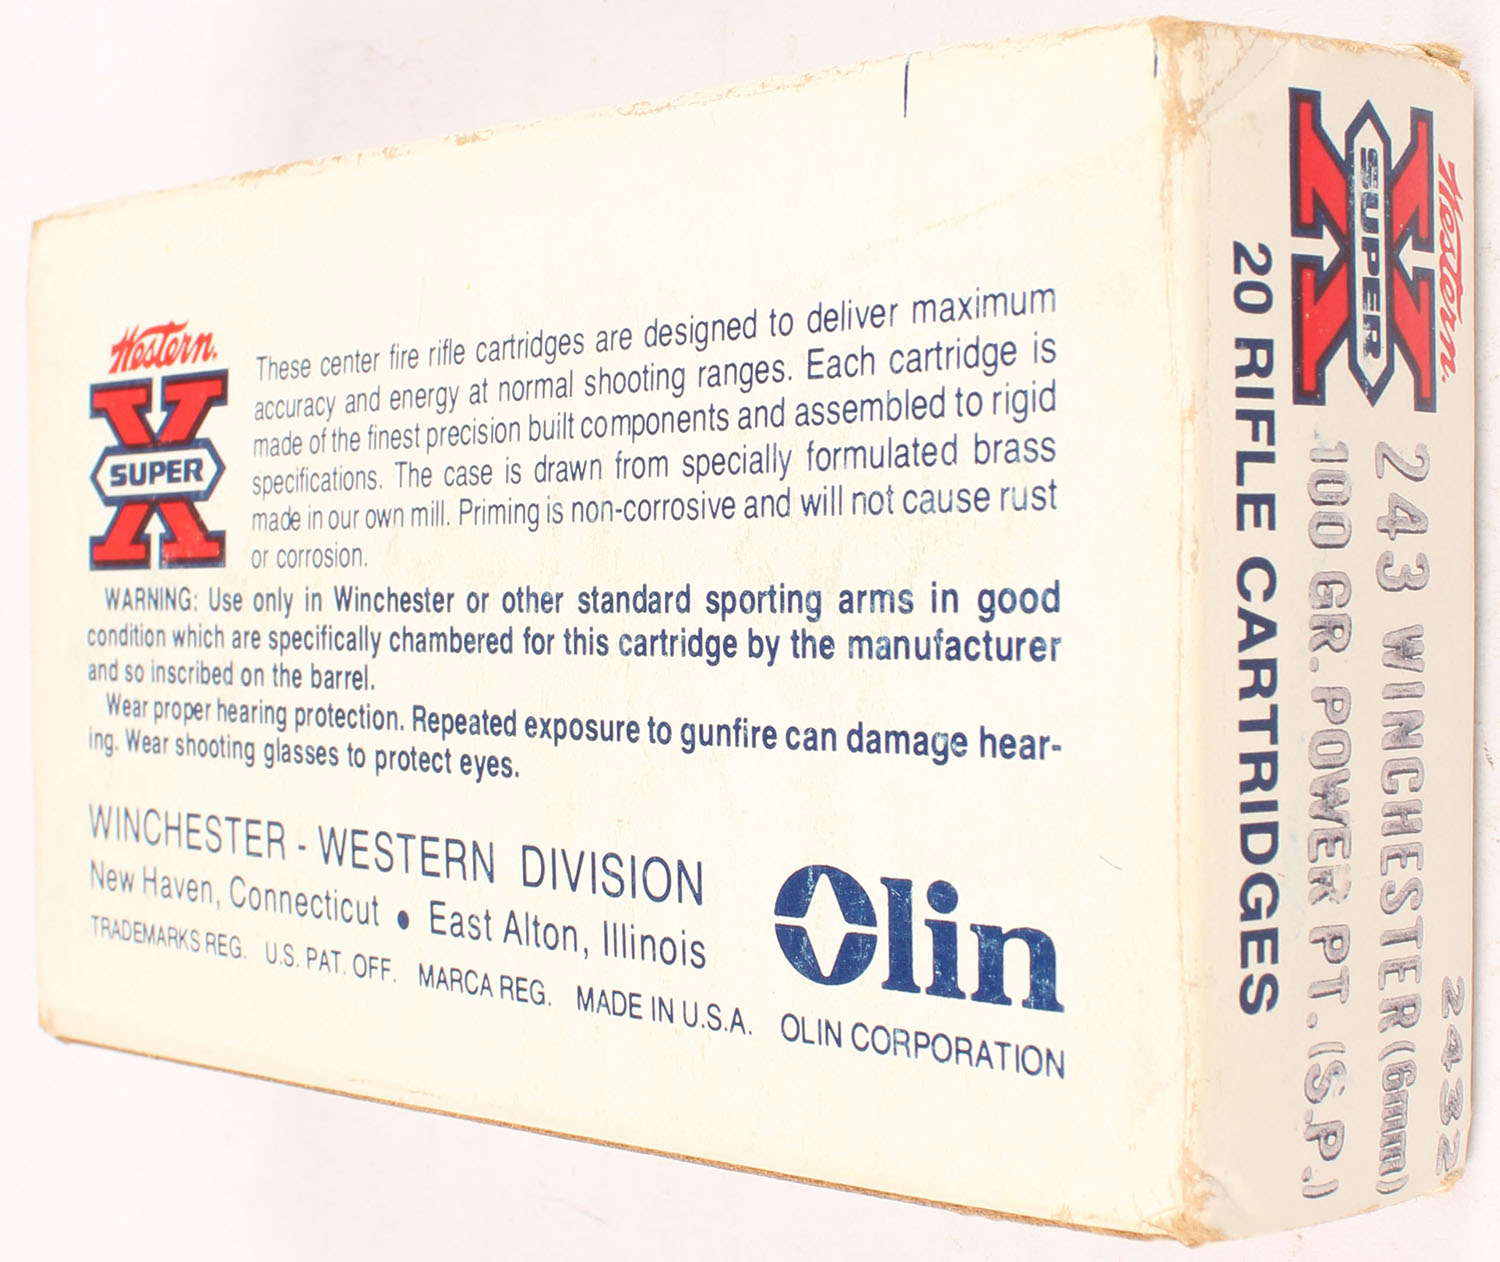 Western.
SUPER
X
These center fire rifle cartridges are designed to deliver maximum
accuracy and energy at normal shooting ranges. Each cartridge is
made of the finest precision built components and assembled to rigid
specifications. The case is drawn from specially formulated brass
made in our own mill. Priming is non-corrosive and will not cause rust
or corrosion.
WARNING: Use only in Winchester or other standard sporting arms in good
condition which are specifically chambered for this cartridge by the manufacturer
and so inscribed on the barrel.
Wear proper hearing protection. Repeated exposure to gunfire can damage hear-
ing. Wear shooting glasses to protect eyes.
WINCHESTER - WESTERN DIVISION
New Haven, Connecticut • East Alton, Illinois
TRADEMARKS REG. U.S. PAT. OFF. MARCA REG. MADE IN U.S.A. OLIN CORPORATION
Olin
Western.
SUPER
X
2432
243 WINCHESTER (6mm)
100 GR. POWER PT. (S.P.)
20 RIFLE CARTRIDGES